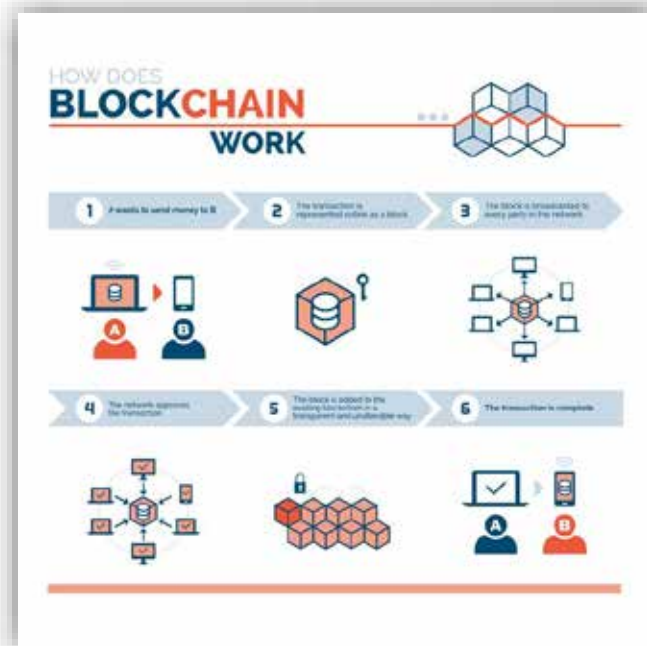 HOW DOES
BLOCKCHAIN
WORK
1 A wants to send money to B
2 The transaction is
represented online as a block
3 The block is broadcasted to
every party in the network
A
B
4 The network approves
the transaction
5 The block is added to the
existing blockchain in a
transparent and unalterable way
6 The transaction is complete
A
B